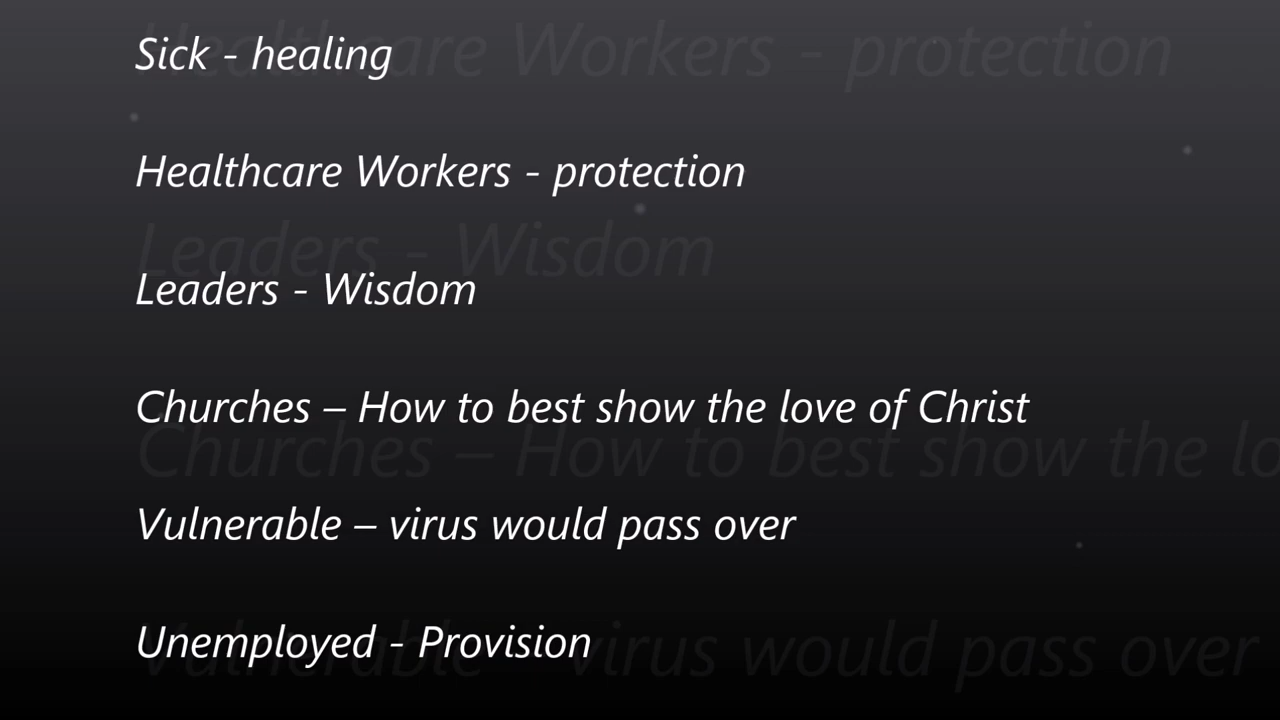 Sick - healing
Healthcare Workers - protection
Leaders - Wisdom
Churches – How to best show the love of Christ
Vulnerable – virus would pass over
Unemployed - Provision